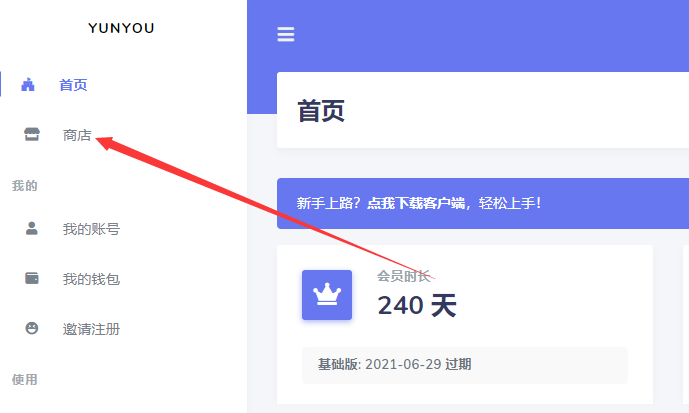 YUNYOU
首页
商店
我的
我的账号
我的钱包
邀请注册
使用
首页
新手上路？点我下载客户端，轻松上手！
会员时长
240 天
基础版: 2021-06-29 过期